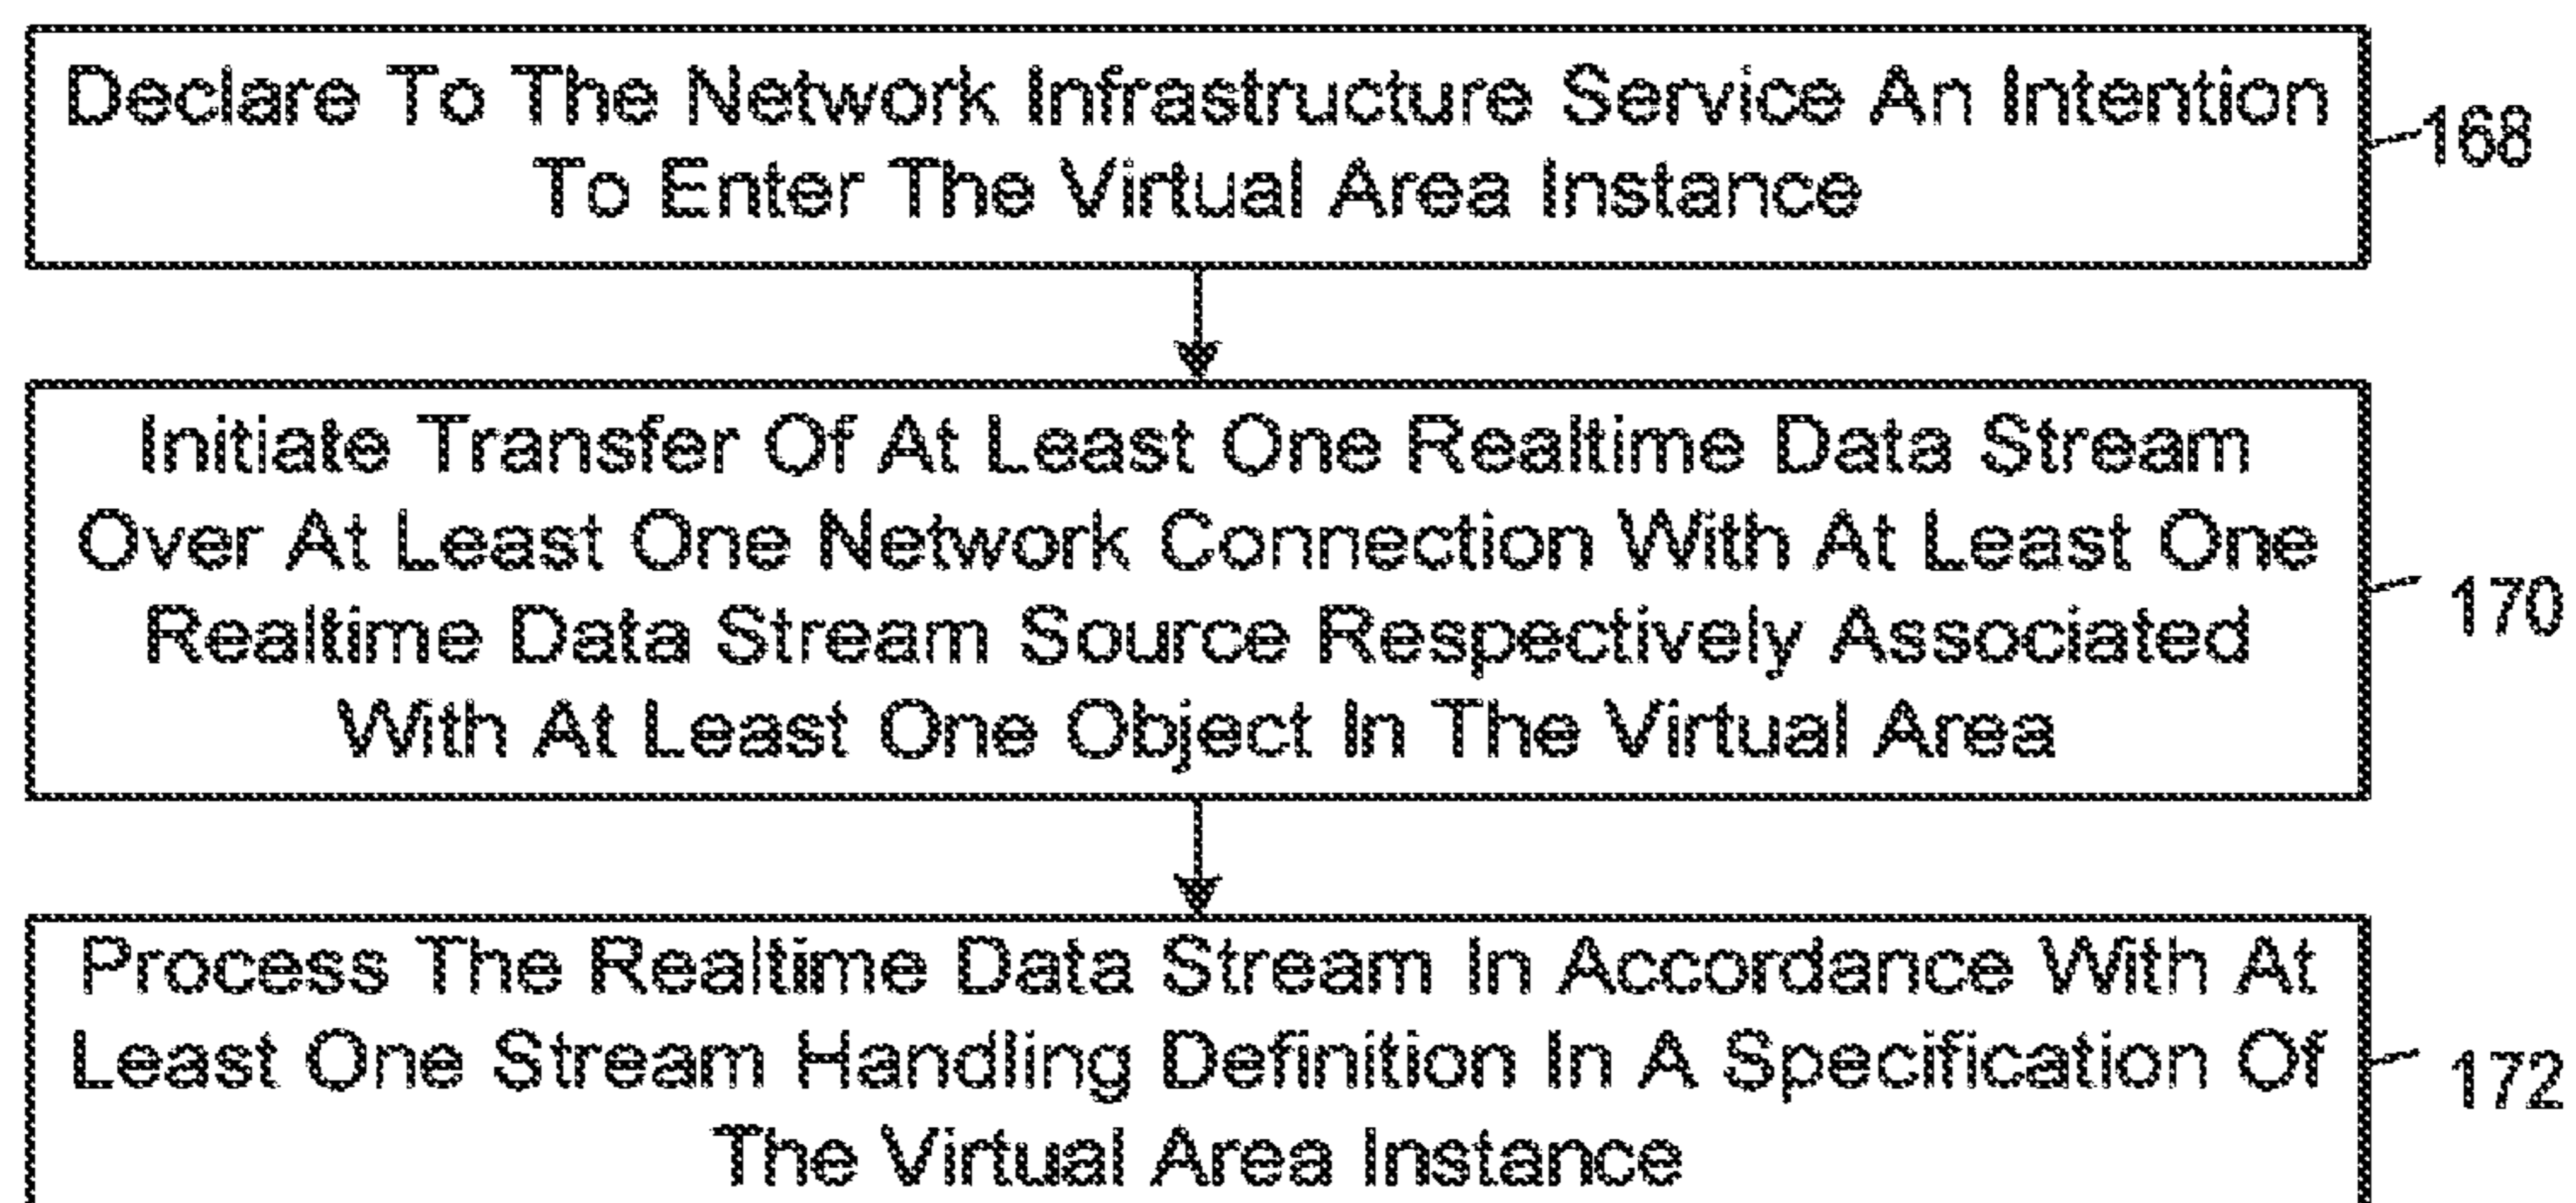 Declare To The Network Infrastructure Service An Intention
To Enter The Virtual Area Instance
168
Initiate Transfer Of At Least One Realtime Data Stream
Over At Least One Network Connection With At Least One
Realtime Data Stream Source Respectively Associated
With At Least One Object In The Virtual Area
170
Process The Realtime Data Stream In Accordance With At
Least One Stream Handling Definition In A Specification Of
The Virtual Area Instance
172